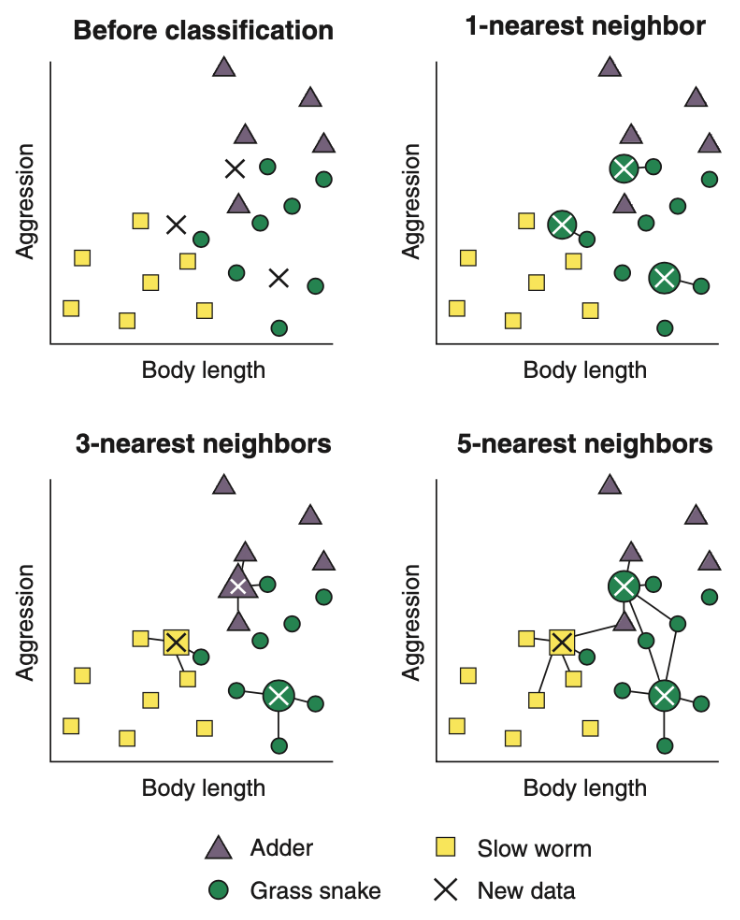 Before classification
1-nearest neighbor
Aggression
Body length
Aggression
Body length
3-nearest neighbors
5-nearest neighbors
Aggression
Body length
Aggression
Body length
Adder
Slow worm
Grass snake
New data